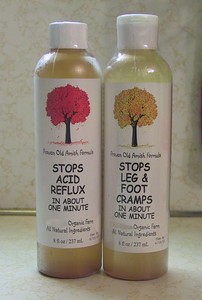 Proven Old Amish Formula
STOPS
ACID
REFLUX
IN ABOUT
ONE MINUTE
Organic Farm
All Natural Ingredients
8 fl oz / 237 mL
Proven Old Amish Formula
STOPS
LEG &
FOOT
CRAMPS
IN ABOUT
ONE MINUTE
Organic Farm
All Natural Ingredients
8 fl oz / 237 mL